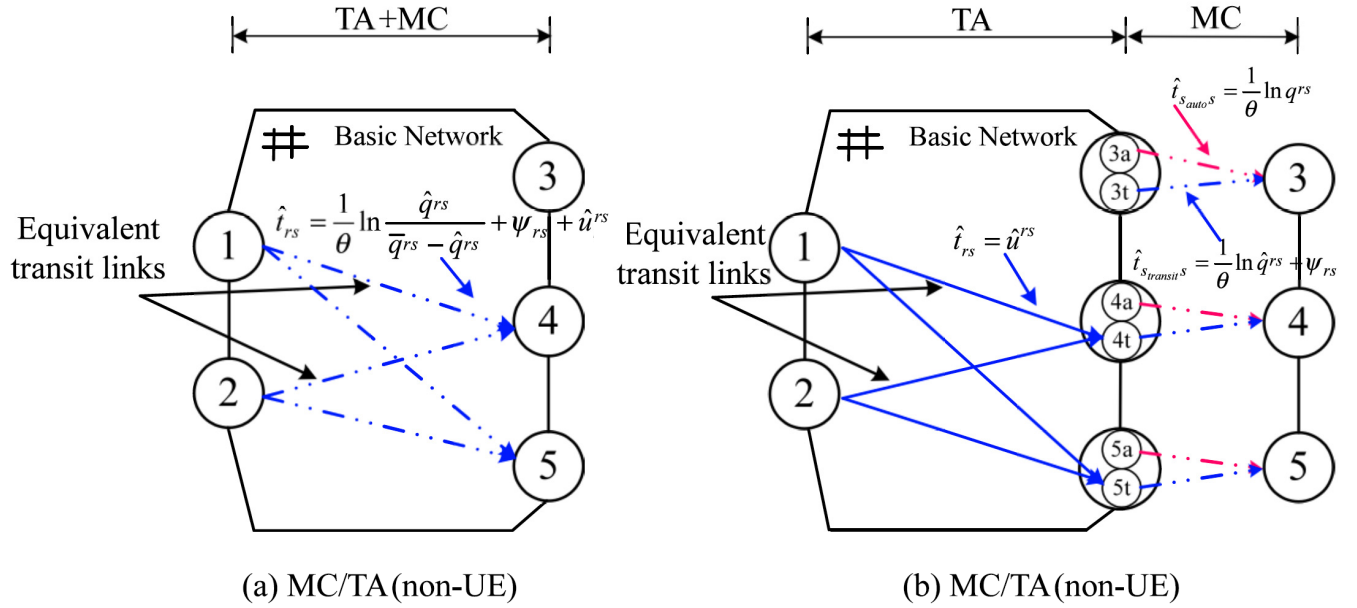 TA+MC
Basic Network
3
t̂_rs = 1/θ ln q̂^rs / (q̄^rs − q̂^rs) + ψ_rs + û^rs
Equivalent
transit links
1
4
2
5
(a) MC/TA(non-UE)
TA
MC
t̂_{s_auto s} = 1/θ ln q^rs
Basic Network
3a
3t
3
Equivalent
transit links
1
t̂_rs = û^rs
t̂_{s_transit s} = 1/θ ln q̂^rs + ψ_rs
4a
4t
4
2
5a
5t
5
(b) MC/TA(non-UE)